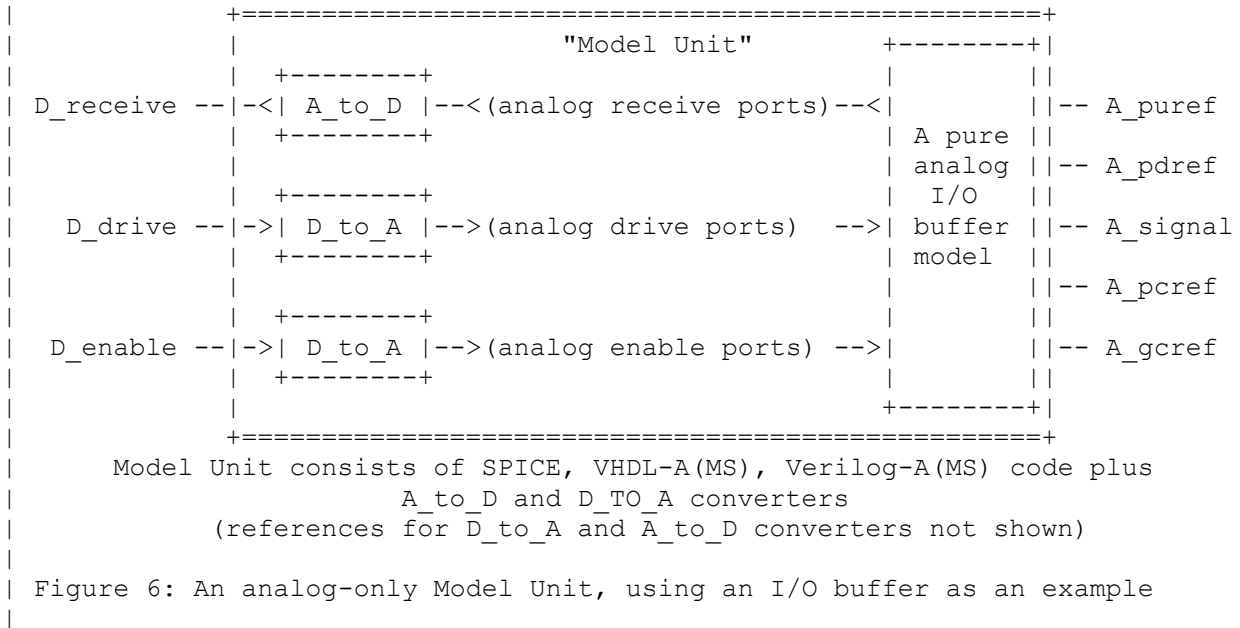 |             +==================================================+
|             |                    "Model Unit"        +--------+|
|             |  +--------+                            |        ||
| D_receive --|-<| A_to_D |--<(analog receive ports)--<|        ||-- A_puref
|             |  +--------+                            | A pure ||
|             |                                        | analog ||-- A_pdref
|             |  +--------+                            |  I/O   ||
|   D_drive --|->| D_to_A |-->(analog drive ports)  -->| buffer ||-- A_signal
|             |  +--------+                            | model  ||
|             |                                        |        ||-- A_pcref
|             |  +--------+                            |        ||
|  D_enable --|->| D_to_A |-->(analog enable ports) -->|        ||-- A_gcref
|             |  +--------+                            |        ||
|             |                                        +--------+|
|             +==================================================+
|      Model Unit consists of SPICE, VHDL-A(MS), Verilog-A(MS) code plus
|                        A_to_D and D_TO_A converters
|            (references for D_to_A and A_to_D converters not shown)
|
| Figure 6: An analog-only Model Unit, using an I/O buffer as an example
|